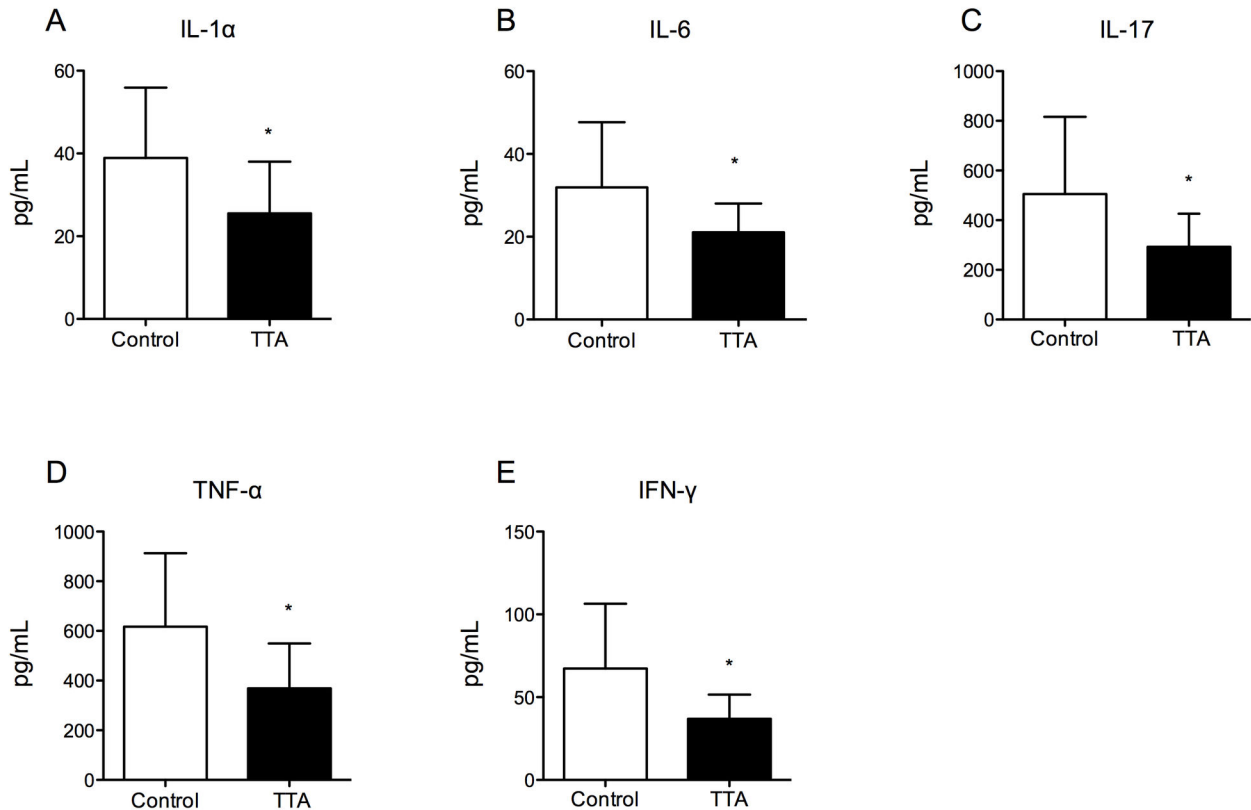 A
IL-1α
60
40
20
0
pg/mL
*
Control
TTA
B
IL-6
60
40
20
0
pg/mL
*
Control
TTA
C
IL-17
1000
800
600
400
200
0
pg/mL
*
Control
TTA
D
TNF-α
1000
800
600
400
200
0
pg/mL
*
Control
TTA
E
IFN-γ
150
100
50
0
pg/mL
*
Control
TTA